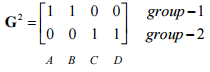 G² = [ 1 1 0 0 ] group−1
[ 0 0 1 1 ] group−2
A B C D